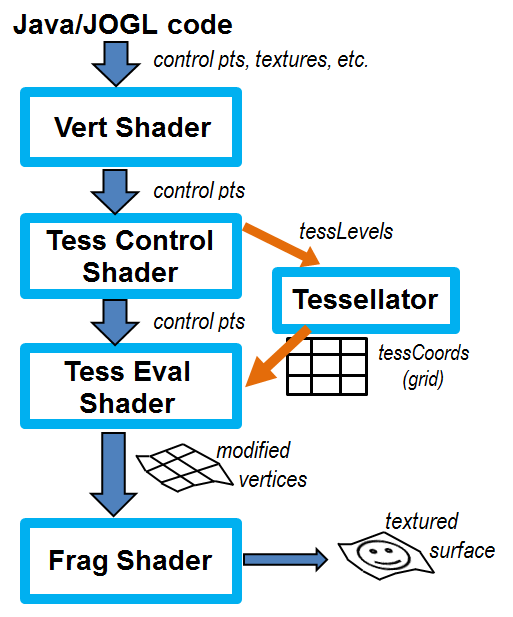 Java/JOGL code
control pts, textures, etc.
Vert Shader
control pts
Tess Control
Shader
tessLevels
Tessellator
control pts
tessCoords
(grid)
Tess Eval
Shader
modified
vertices
Frag Shader
textured
surface